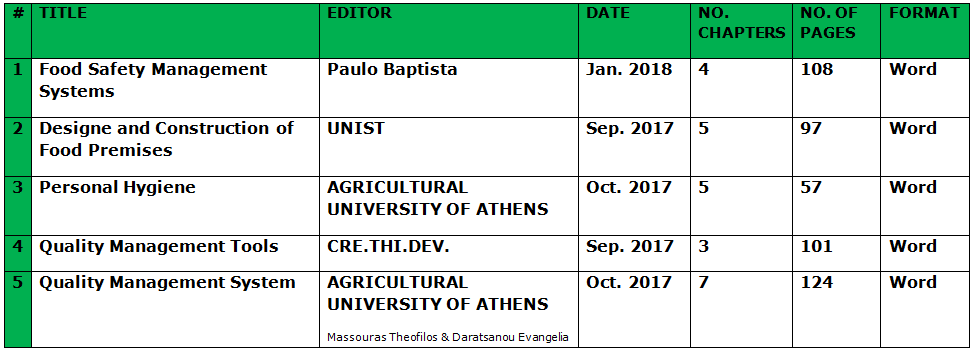 # TITLE EDITOR DATE NO. CHAPTERS NO. OF PAGES FORMAT
1 Food Safety Management Systems Paulo Baptista Jan. 2018 4 108 Word
2 Designe and Construction of Food Premises UNIST Sep. 2017 5 97 Word
3 Personal Hygiene AGRICULTURAL UNIVERSITY OF ATHENS Oct. 2017 5 57 Word
4 Quality Management Tools CRE.THI.DEV. Sep. 2017 3 101 Word
5 Quality Management System AGRICULTURAL UNIVERSITY OF ATHENS Massouras Theofilos & Daratsanou Evangelia Oct. 2017 7 124 Word